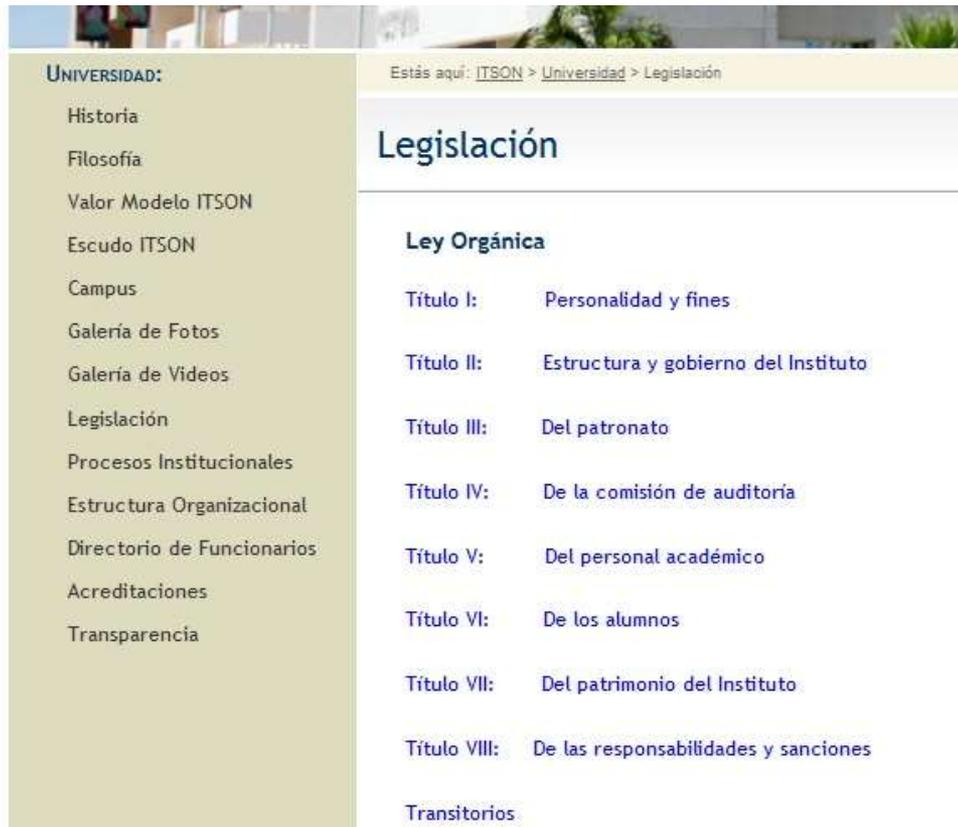 UNIVERSIDAD:
Historia
Filosofía
Valor Modelo ITSON
Escudo ITSON
Campus
Galería de Fotos
Galería de Videos
Legislación
Procesos Institucionales
Estructura Organizacional
Directorio de Funcionarios
Acreditaciones
Transparencia
Estás aquí: ITSON > Universidad > Legislación
Legislación
Ley Orgánica
Título I: Personalidad y fines
Título II: Estructura y gobierno del Instituto
Título III: Del patronato
Título IV: De la comisión de auditoría
Título V: Del personal académico
Título VI: De los alumnos
Título VII: Del patrimonio del Instituto
Título VIII: De las responsabilidades y sanciones
Transitorios